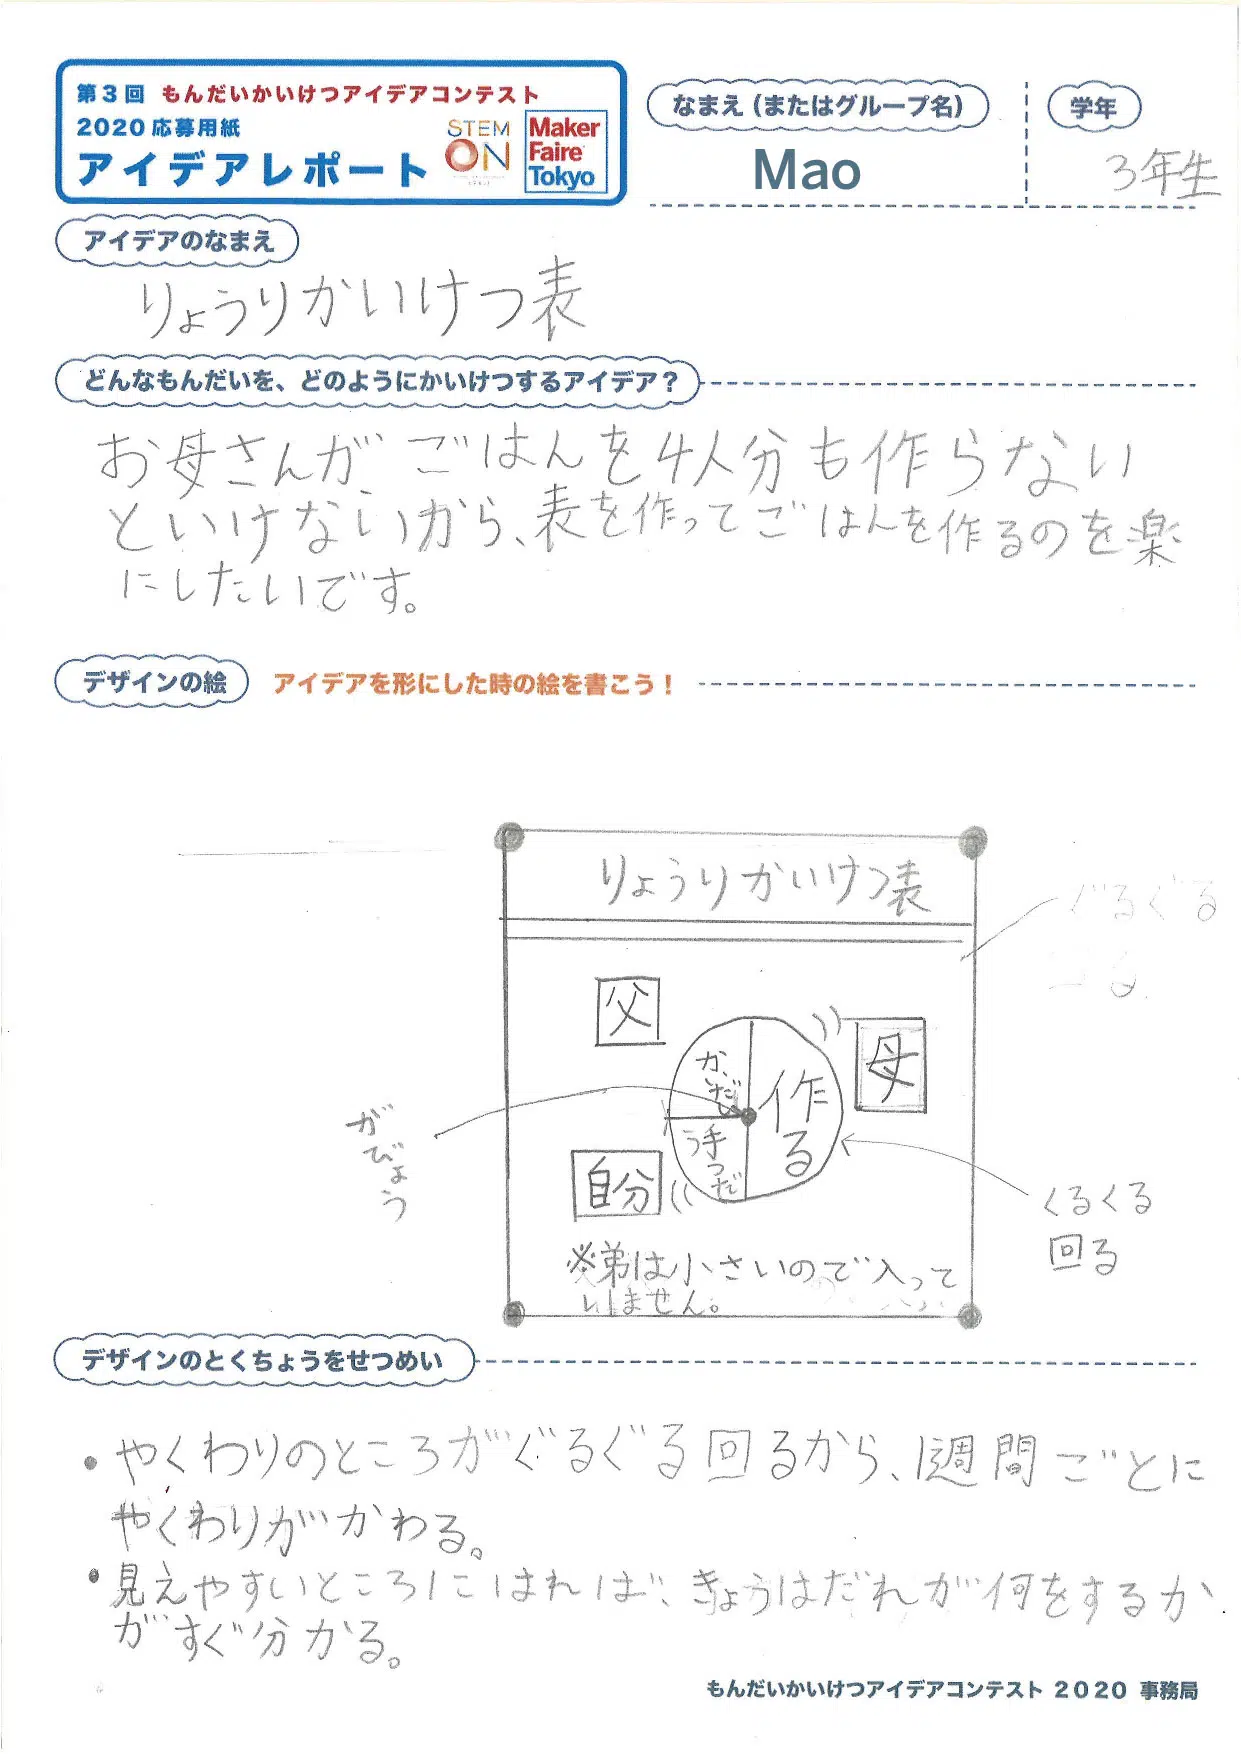 第3回 もんだいかいけつアイデアコンテスト
2020応募用紙
アイデアレポート
STEM
ON
Maker
Faire
Tokyo
なまえ（またはグループ名）
Mao
学年
3年生
アイデアのなまえ
りょうりかいけつ表
どんなもんだいを、どのようにかいけつするアイデア？
お母さんがごはんを4人分も作らない
といけないから、表を作ってごはんを作るのを楽
にしたいです。
デザインの絵
アイデアを形にした時の絵を書こう！
りょうりかいけつ表
ぐるぐる
父
母
かいだし
作る
手つだう
自分
がびょう
くるくる
回る
※弟は小さいので入って
いません。
デザインのとくちょうをせつめい
・やくわりのところがぐるぐる回るから、1週間ごとに
やくわりがかわる。
・見えやすいところにはれば、きょうはだれが何をするか
がすぐ分かる。
もんだいかいけつアイデアコンテスト 2020 事務局